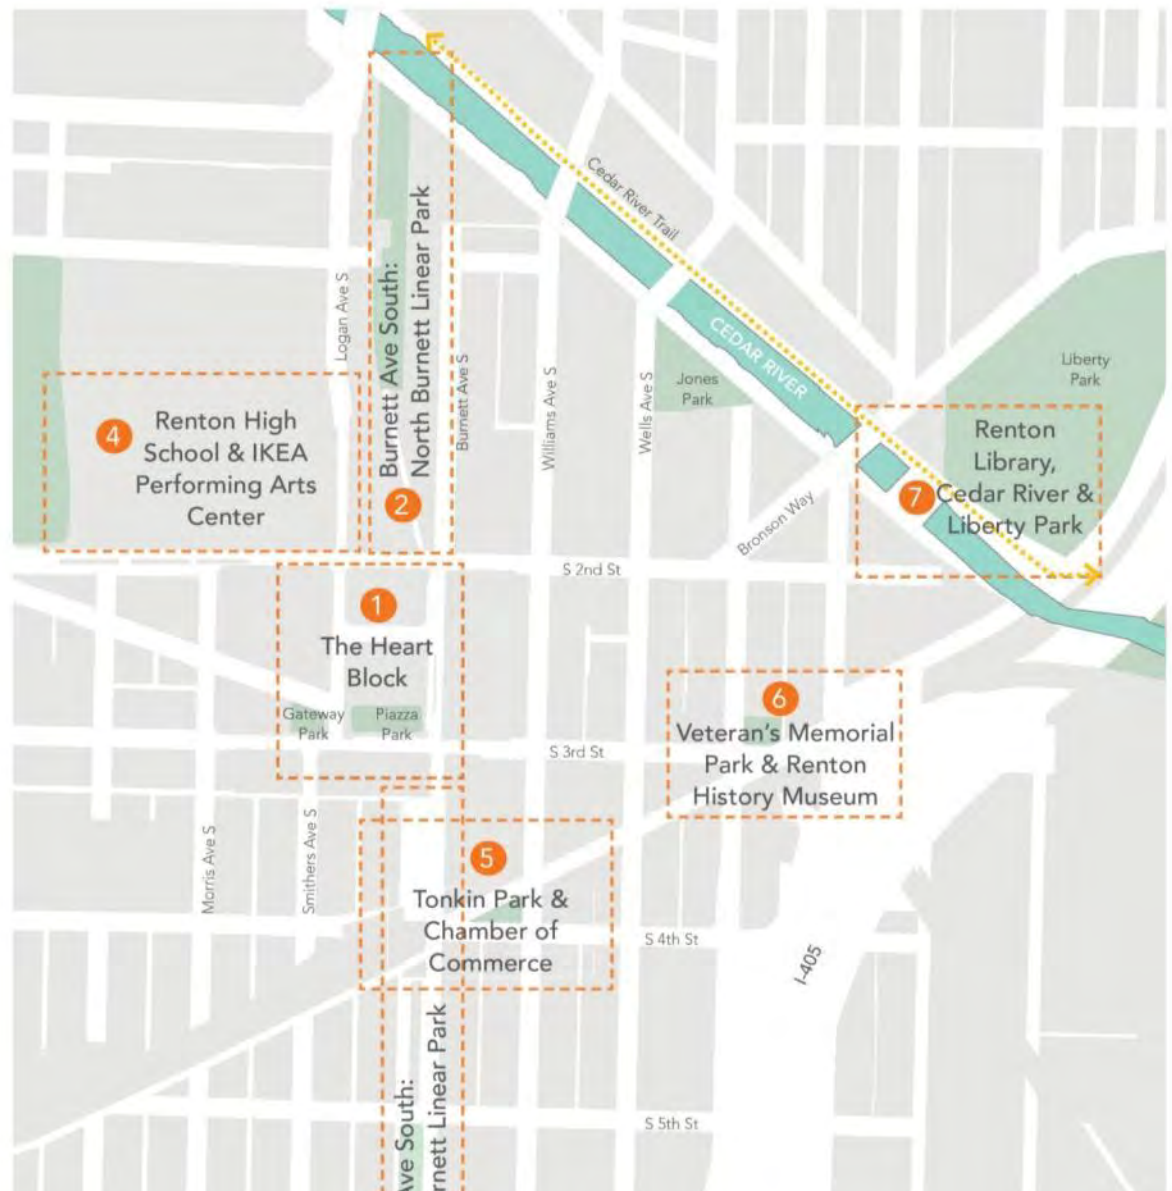 Cedar River Trail
CEDAR RIVER
Burnett Ave South:
North Burnett Linear Park
2
Logan Ave S
Burnett Ave S
Williams Ave S
Wells Ave S
Jones
Park
Liberty
Park
4
Renton High
School & IKEA
Performing Arts
Center
7
Renton
Library,
Cedar River &
Liberty Park
Bronson Way
S 2nd St
1
The Heart
Block
Gateway
Park
Piazza
Park
S 3rd St
6
Veteran's Memorial
Park & Renton
History Museum
Morris Ave S
Smithers Ave S
5
Tonkin Park &
Chamber of
Commerce
S 4th St
I-405
Ave South:
rnett Linear Park
S 5th St